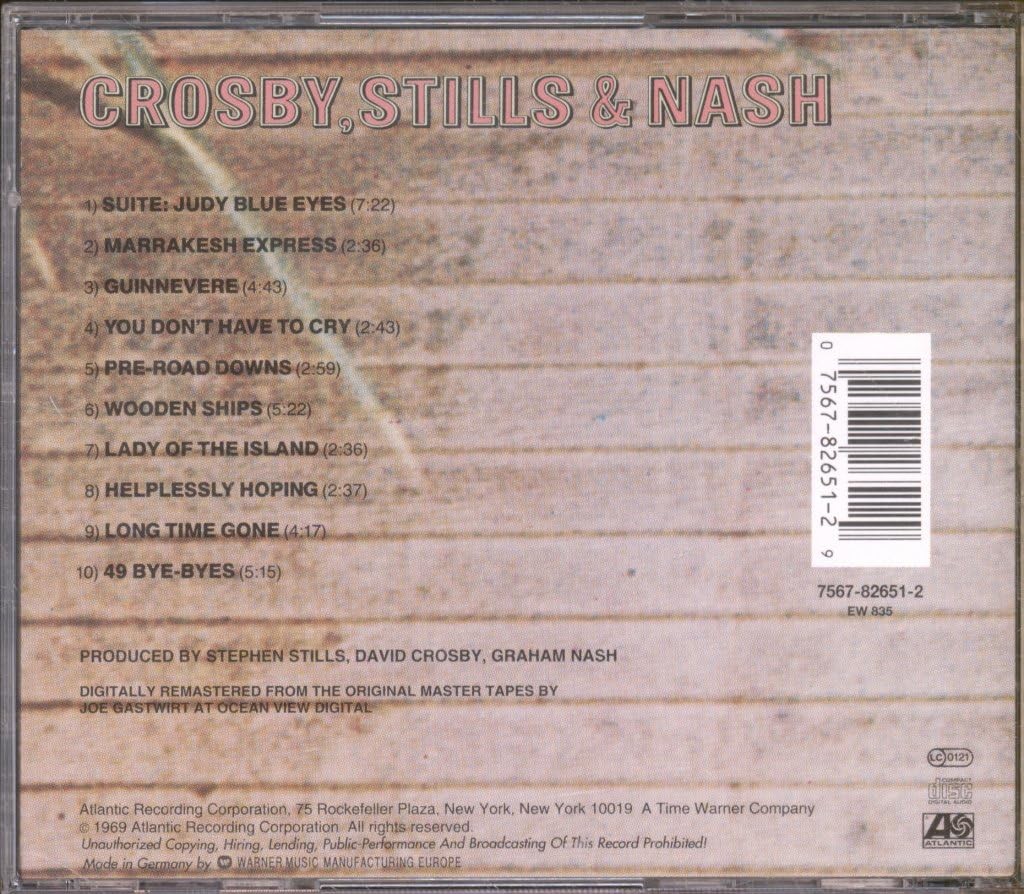 CROSBY, STILLS & NASH
1) SUITE: JUDY BLUE EYES (7:22)
2) MARRAKESH EXPRESS (2:36)
3) GUINNEVERE (4:43)
4) YOU DON'T HAVE TO CRY (2:43)
5) PRE-ROAD DOWNS (2:59)
6) WOODEN SHIPS (5:22)
7) LADY OF THE ISLAND (2:36)
8) HELPLESSLY HOPING (2:37)
9) LONG TIME GONE (4:17)
10) 49 BYE-BYES (5:15)
0 7567-82651-2 9
7567-82651-2
EW 835
PRODUCED BY STEPHEN STILLS, DAVID CROSBY, GRAHAM NASH
DIGITALLY REMASTERED FROM THE ORIGINAL MASTER TAPES BY
JOE GASTWIRT AT OCEAN VIEW DIGITAL
LC 0121
COMPACT
disc
DIGITAL AUDIO
ATLANTIC
Atlantic Recording Corporation, 75 Rockefeller Plaza, New York, New York 10019 A Time Warner Company
© 1969 Atlantic Recording Corporation All rights reserved.
Unauthorized Copying, Hiring, Lending, Public-Performance And Broadcasting Of This Record Prohibited!
Made in Germany by WARNER MUSIC MANUFACTURING EUROPE